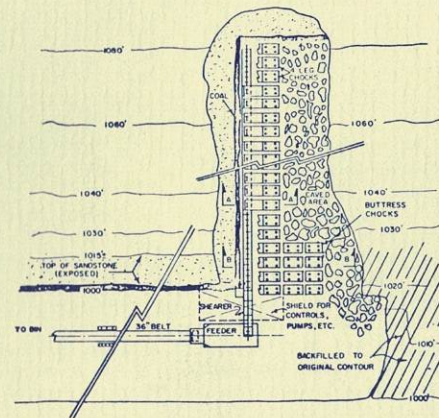 1080'
LEG
CHOCKS
COAL
1060'
1060'
1040'
A
A
CAVED
AREA
1040'
BUTTRESS
CHOCKS
1030'
1030'
1015'
TOP OF SANDSTONE
(EXPOSED)
B
B
1000'
1020'
SHEARER
SHIELD FOR
CONTROLS,
PUMPS, ETC.
TO BIN
36" BELT
FEEDER
1010'
BACKFILLED TO
ORIGINAL CONTOUR
1000'